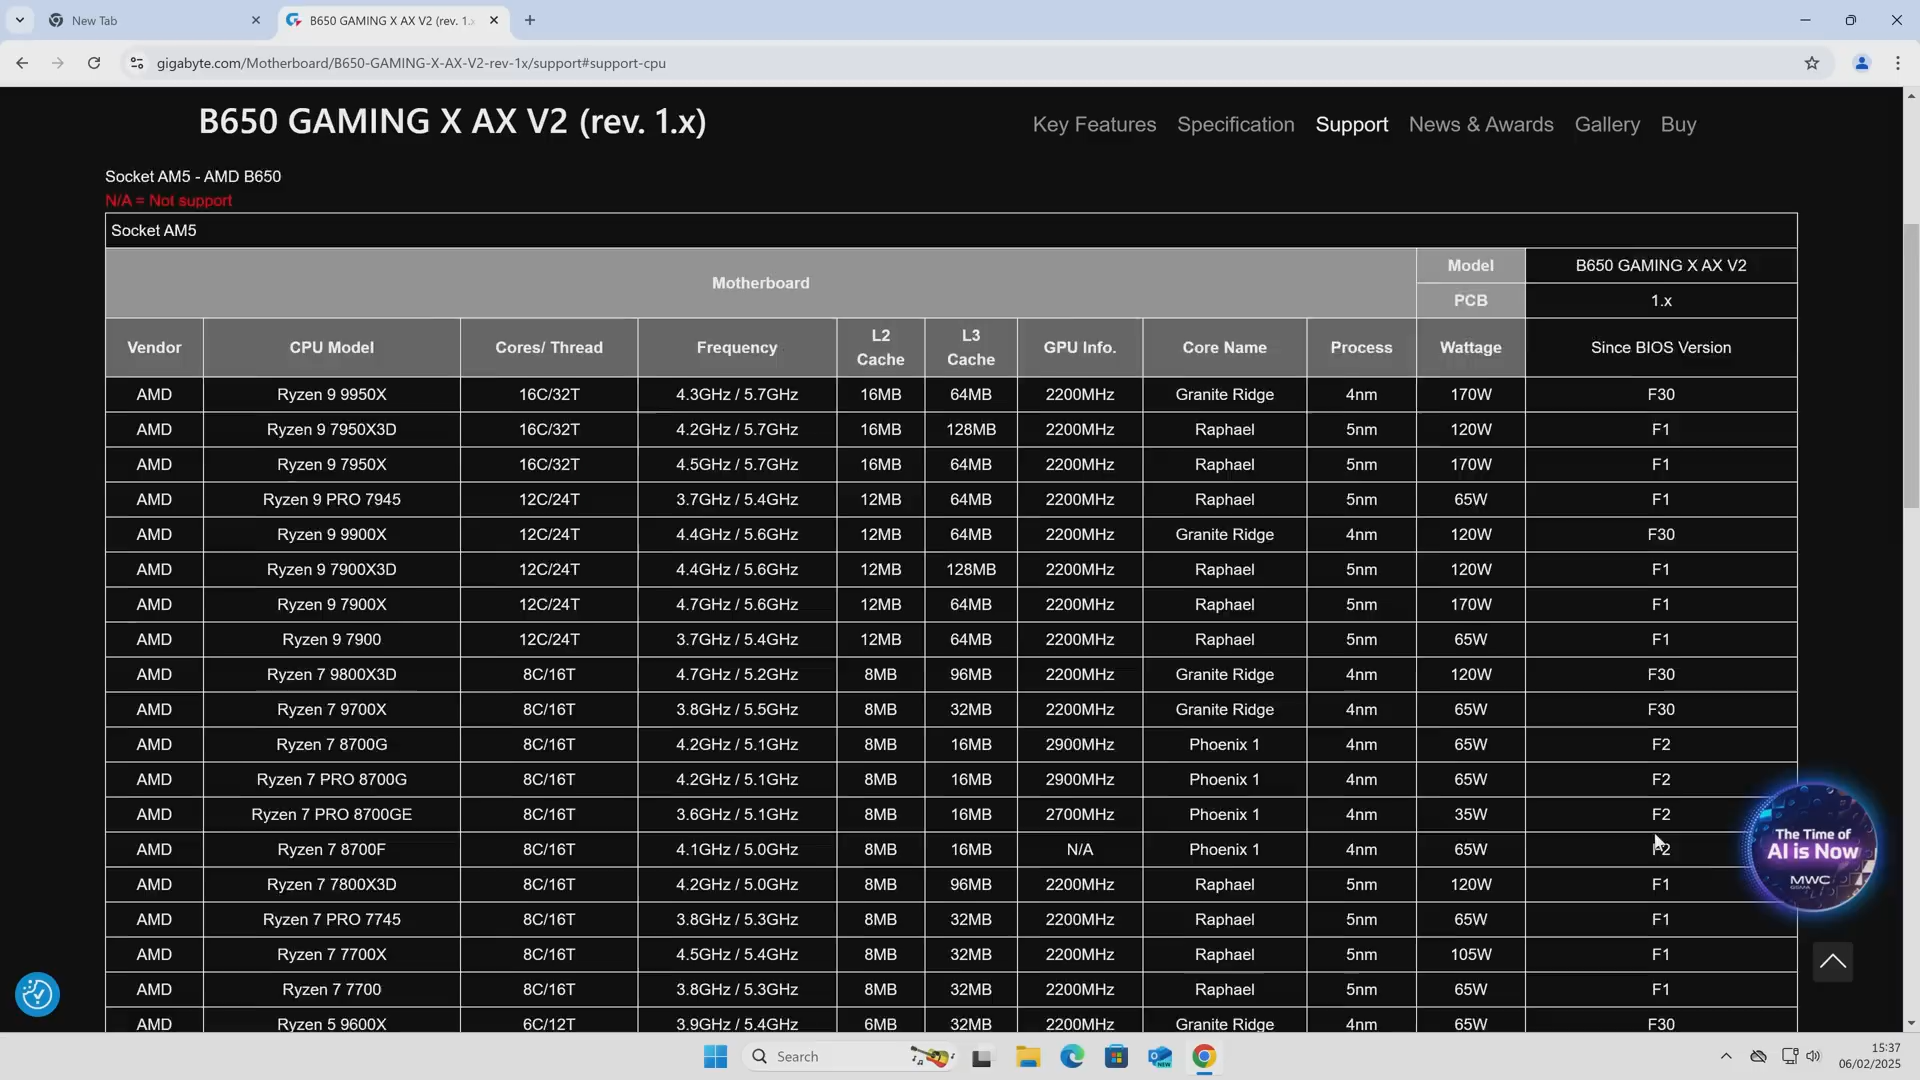 New Tab
B650 GAMING X AX V2 (rev. 1.x
gigabyte.com/Motherboard/B650-GAMING-X-AX-V2-rev-1x/support#support-cpu
B650 GAMING X AX V2 (rev. 1.x)
Key Features Specification Support News & Awards Gallery Buy
Socket AM5 - AMD B650
N/A = Not support
Socket AM5
Motherboard Model B650 GAMING X AX V2
PCB 1.x
Vendor CPU Model Cores/ Thread Frequency L2 Cache L3 Cache GPU Info. Core Name Process Wattage Since BIOS Version
AMD Ryzen 9 9950X 16C/32T 4.3GHz / 5.7GHz 16MB 64MB 2200MHz Granite Ridge 4nm 170W F30
AMD Ryzen 9 7950X3D 16C/32T 4.2GHz / 5.7GHz 16MB 128MB 2200MHz Raphael 5nm 120W F1
AMD Ryzen 9 7950X 16C/32T 4.5GHz / 5.7GHz 16MB 64MB 2200MHz Raphael 5nm 170W F1
AMD Ryzen 9 PRO 7945 12C/24T 3.7GHz / 5.4GHz 12MB 64MB 2200MHz Raphael 5nm 65W F1
AMD Ryzen 9 9900X 12C/24T 4.4GHz / 5.6GHz 12MB 64MB 2200MHz Granite Ridge 4nm 120W F30
AMD Ryzen 9 7900X3D 12C/24T 4.4GHz / 5.6GHz 12MB 128MB 2200MHz Raphael 5nm 120W F1
AMD Ryzen 9 7900X 12C/24T 4.7GHz / 5.6GHz 12MB 64MB 2200MHz Raphael 5nm 170W F1
AMD Ryzen 9 7900 12C/24T 3.7GHz / 5.4GHz 12MB 64MB 2200MHz Raphael 5nm 65W F1
AMD Ryzen 7 9800X3D 8C/16T 4.7GHz / 5.2GHz 8MB 96MB 2200MHz Granite Ridge 4nm 120W F30
AMD Ryzen 7 9700X 8C/16T 3.8GHz / 5.5GHz 8MB 32MB 2200MHz Granite Ridge 4nm 65W F30
AMD Ryzen 7 8700G 8C/16T 4.2GHz / 5.1GHz 8MB 16MB 2900MHz Phoenix 1 4nm 65W F2
AMD Ryzen 7 PRO 8700G 8C/16T 4.2GHz / 5.1GHz 8MB 16MB 2900MHz Phoenix 1 4nm 65W F2
AMD Ryzen 7 PRO 8700GE 8C/16T 3.6GHz / 5.1GHz 8MB 16MB 2700MHz Phoenix 1 4nm 35W F2
AMD Ryzen 7 8700F 8C/16T 4.1GHz / 5.0GHz 8MB 16MB N/A Phoenix 1 4nm 65W F2
The Time of
AI is Now
MWC
AMD Ryzen 7 7800X3D 8C/16T 4.2GHz / 5.0GHz 8MB 96MB 2200MHz Raphael 5nm 120W F1
AMD Ryzen 7 PRO 7745 8C/16T 3.8GHz / 5.3GHz 8MB 32MB 2200MHz Raphael 5nm 65W F1
AMD Ryzen 7 7700X 8C/16T 4.5GHz / 5.4GHz 8MB 32MB 2200MHz Raphael 5nm 105W F1
AMD Ryzen 7 7700 8C/16T 3.8GHz / 5.3GHz 8MB 32MB 2200MHz Raphael 5nm 65W F1
AMD Ryzen 5 9600X 6C/12T 3.9GHz / 5.4GHz 6MB 32MB 2200MHz Granite Ridge 4nm 65W F30
Search
NEW
15:37
06/02/2025